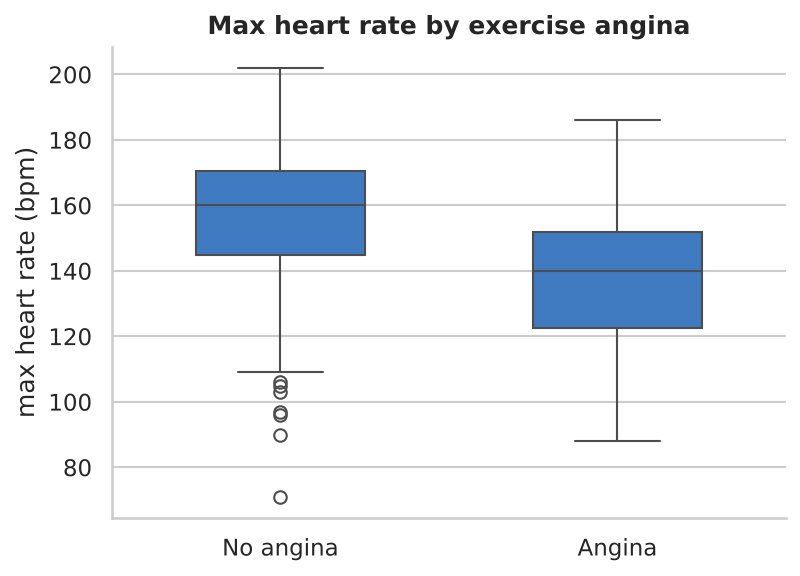 Max heart rate by exercise angina
max heart rate (bpm)
200
180
160
140
120
100
80
No angina
Angina